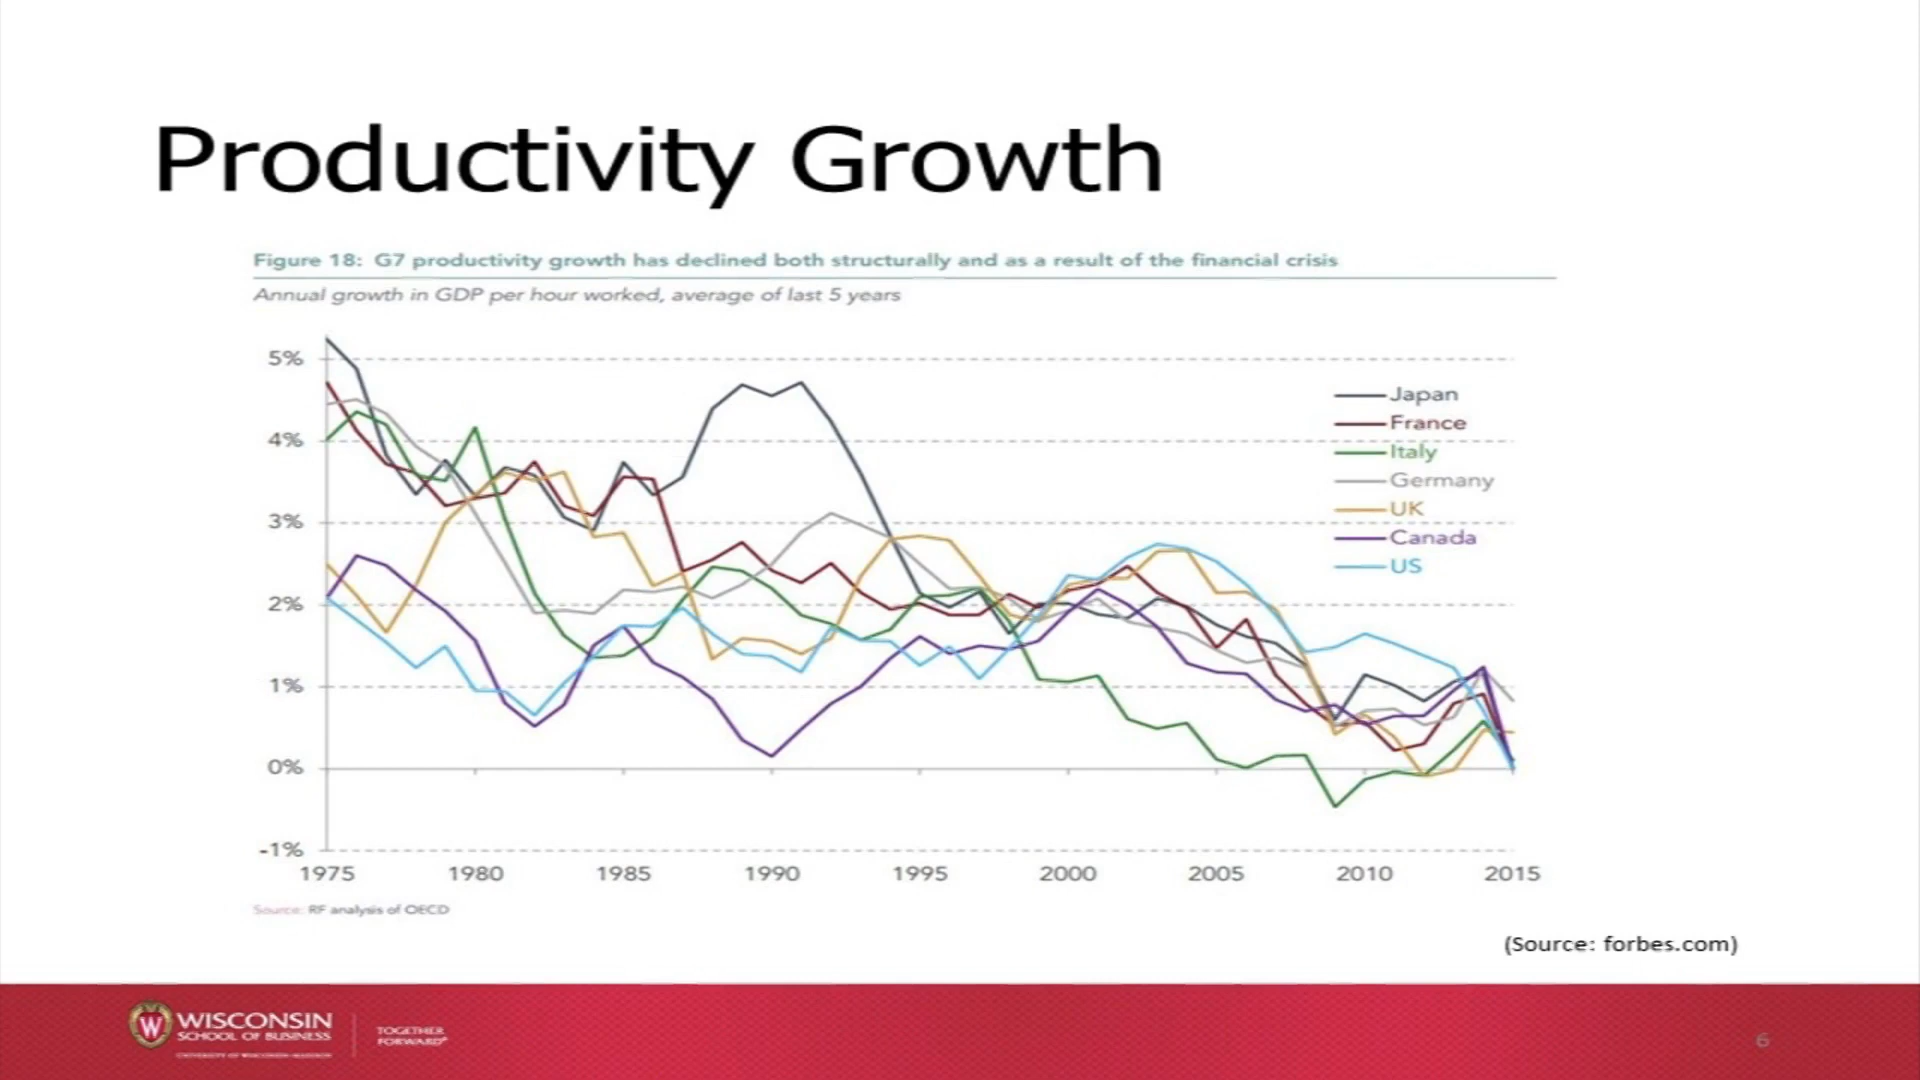 Productivity Growth
Figure 18: G7 productivity growth has declined both structurally and as a result of the financial crisis
Annual growth in GDP per hour worked, average of last 5 years
5%
4%
3%
2%
1%
0%
-1%
Japan
France
Italy
Germany
UK
Canada
US
1975 1980 1985 1990 1995 2000 2005 2010 2015
Source: RF analysis of OECD
(Source: forbes.com)
W
WISCONSIN
SCHOOL OF BUSINESS
UNIVERSITY OF WISCONSIN–MADISON
TOGETHER
FORWARD®
6